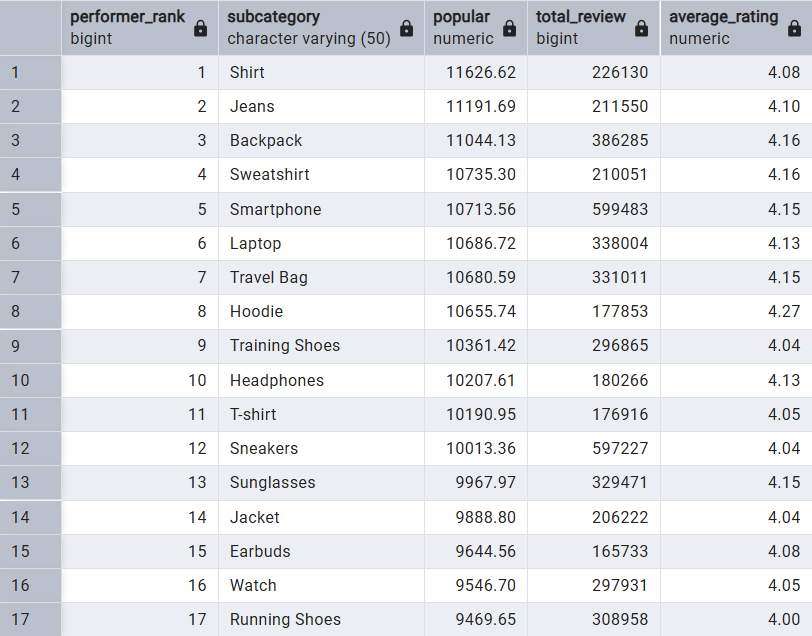 performer_rank subcategory popular total_review average_rating
bigint character varying (50) numeric bigint numeric
1 1 Shirt 11626.62 226130 4.08
2 2 Jeans 11191.69 211550 4.10
3 3 Backpack 11044.13 386285 4.16
4 4 Sweatshirt 10735.30 210051 4.16
5 5 Smartphone 10713.56 599483 4.15
6 6 Laptop 10686.72 338004 4.13
7 7 Travel Bag 10680.59 331011 4.15
8 8 Hoodie 10655.74 177853 4.27
9 9 Training Shoes 10361.42 296865 4.04
10 10 Headphones 10207.61 180266 4.13
11 11 T-shirt 10190.95 176916 4.05
12 12 Sneakers 10013.36 597227 4.04
13 13 Sunglasses 9967.97 329471 4.15
14 14 Jacket 9888.80 206222 4.04
15 15 Earbuds 9644.56 165733 4.08
16 16 Watch 9546.70 297931 4.05
17 17 Running Shoes 9469.65 308958 4.00